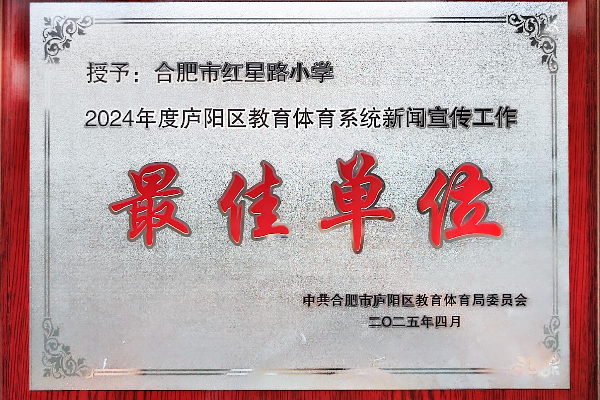 授予：合肥市红星路小学
2024年度庐阳区教育体育系统新闻宣传工作
最佳单位
中共合肥市庐阳区教育体育局委员会
二〇二五年四月